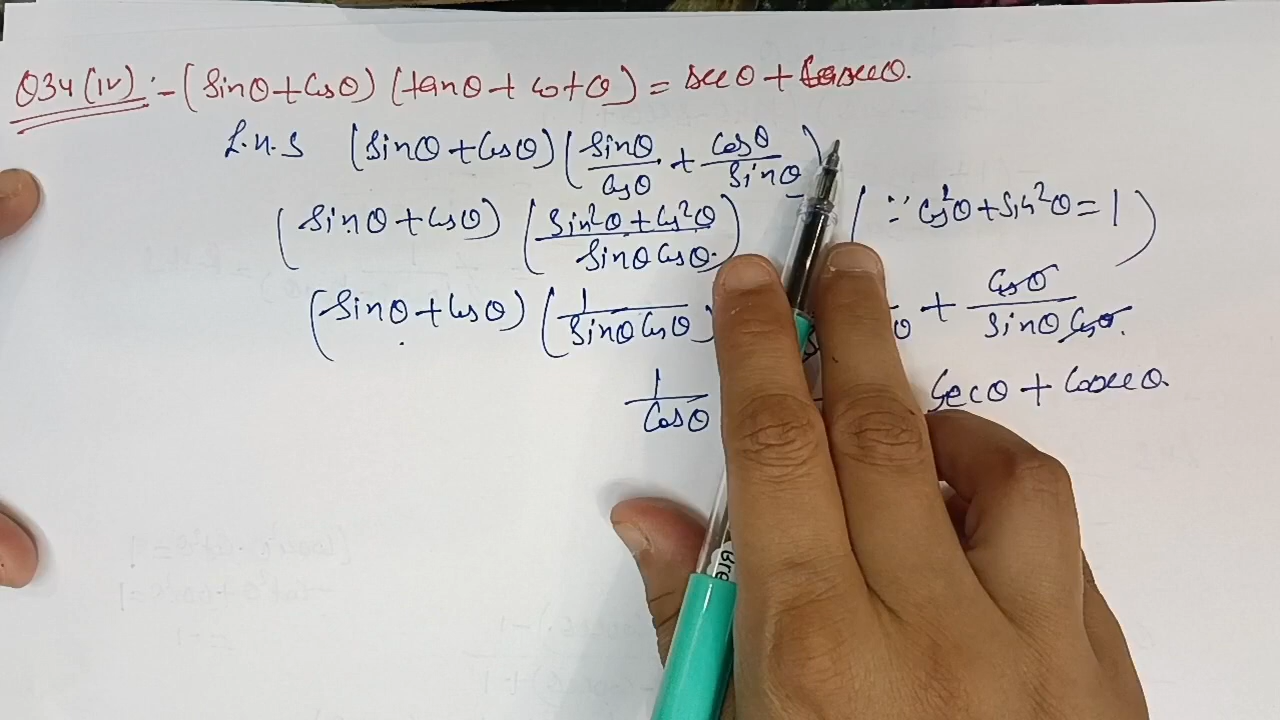 Q34(iv) :- (Sinθ + Cosθ) (tanθ + cotθ) = secθ + Cosecθ.
L.H.S (Sinθ + Cosθ) (Sinθ/Cosθ + Cosθ/Sinθ)
(Sinθ + Cosθ) (Sin²θ + Cos²θ / Sinθ Cosθ) (∵ Cos²θ + Sin²θ = 1)
(Sinθ + Cosθ) (1 / Sinθ Cosθ) θ + Cosθ / Sinθ Cosθ.
1/Cosθ Secθ + Cosecθ.
Bre